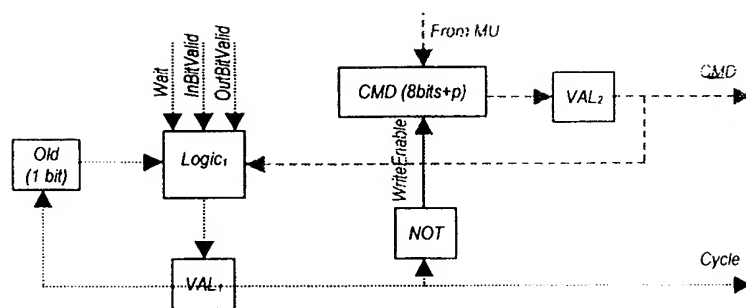 From MU
Wait
InBitValid
OutBitValid
CMD (8bits+p)
VAL₂
CMD
Old
(1 bit)
Logic₁
WriteEnable
NOT
Cycle
VAL₁